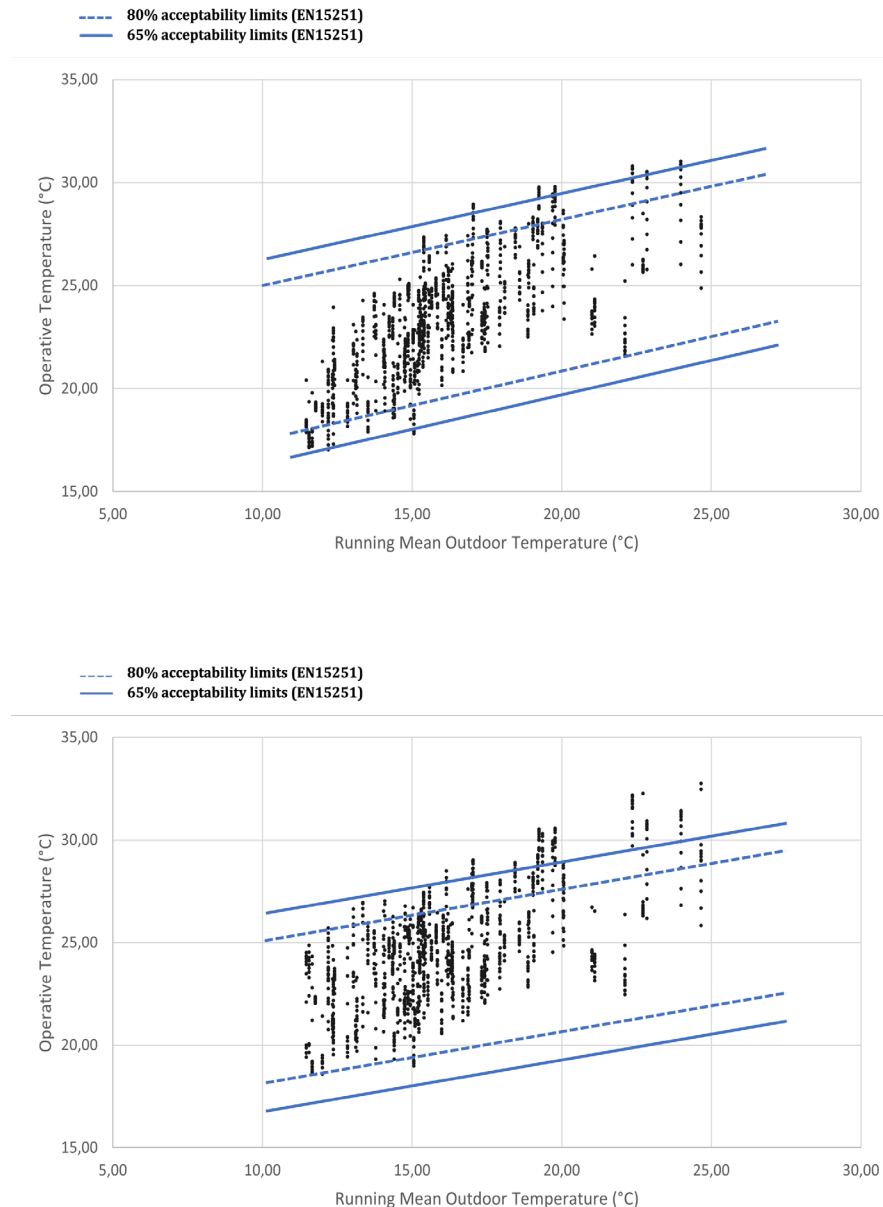 80% acceptability limits (EN15251)
65% acceptability limits (EN15251)
35,00
30,00
25,00
20,00
15,00
Operative Temperature (°C)
5,00 10,00 15,00 20,00 25,00 30,00
Running Mean Outdoor Temperature (°C)
80% acceptability limits (EN15251)
65% acceptability limits (EN15251)
35,00
30,00
25,00
20,00
15,00
Operative Temperature (°C)
5,00 10,00 15,00 20,00 25,00 30,00
Running Mean Outdoor Temperature (°C)